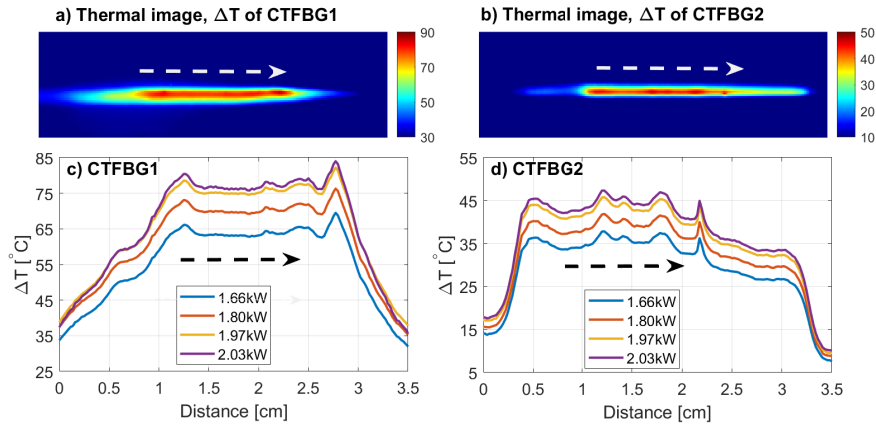 a) Thermal image, ΔT of CTFBG1
90
70
50
30
b) Thermal image, ΔT of CTFBG2
50
40
30
20
10
c) CTFBG1
85
75
65
55
45
35
25
ΔT [°C]
1.66kW
1.80kW
1.97kW
2.03kW
0 0.5 1 1.5 2 2.5 3 3.5
Distance [cm]
d) CTFBG2
55
45
35
25
15
5
ΔT [°C]
1.66kW
1.80kW
1.97kW
2.03kW
0 0.5 1 1.5 2 2.5 3 3.5
Distance [cm]